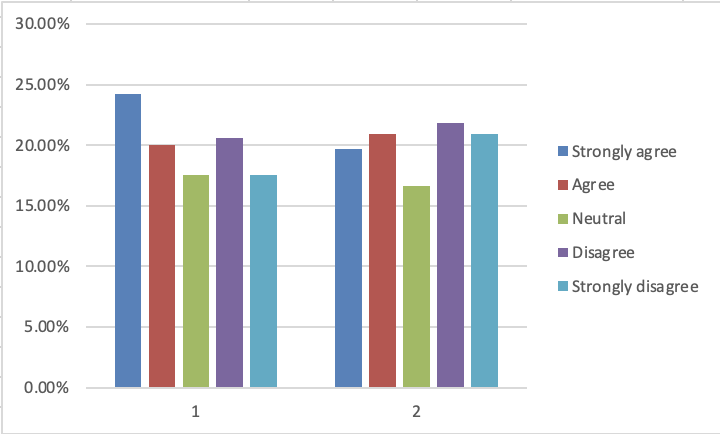 30.00%
25.00%
20.00%
15.00%
10.00%
5.00%
0.00%
1 2
Strongly agree
Agree
Neutral
Disagree
Strongly disagree